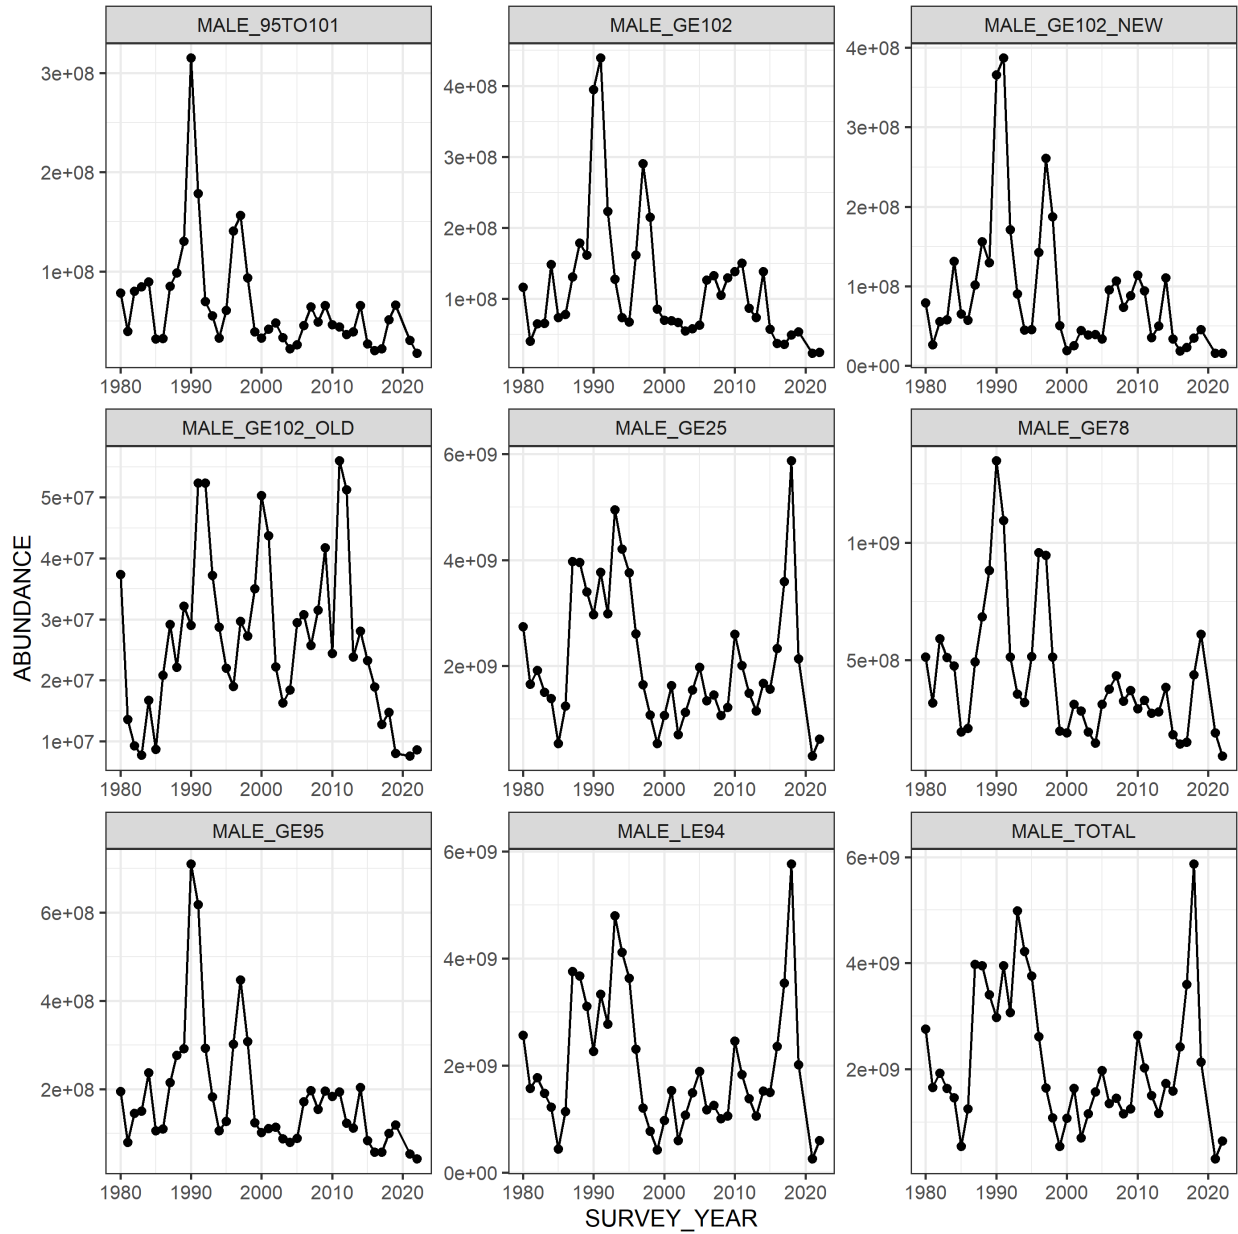 MALE_95TO101
MALE_GE102
MALE_GE102_NEW
3e+08
2e+08
1e+08
4e+08
3e+08
2e+08
1e+08
4e+08
3e+08
2e+08
1e+08
0e+00
1980 1990 2000 2010 2020
1980 1990 2000 2010 2020
1980 1990 2000 2010 2020
MALE_GE102_OLD
MALE_GE25
MALE_GE78
ABUNDANCE
5e+07
4e+07
3e+07
2e+07
1e+07
6e+09
4e+09
2e+09
1e+09
5e+08
1980 1990 2000 2010 2020
1980 1990 2000 2010 2020
1980 1990 2000 2010 2020
MALE_GE95
MALE_LE94
MALE_TOTAL
6e+08
4e+08
2e+08
6e+09
4e+09
2e+09
0e+00
6e+09
4e+09
2e+09
1980 1990 2000 2010 2020
1980 1990 2000 2010 2020
1980 1990 2000 2010 2020
SURVEY_YEAR